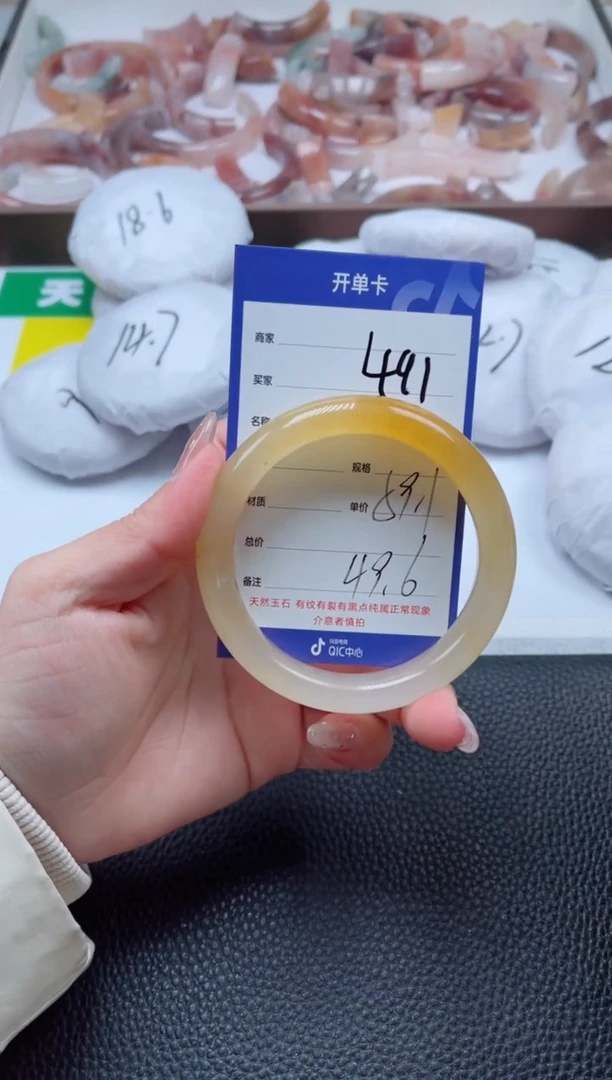 18.6
开单卡
天
14.7
商家
491
买家
名称
规格
59.1
材质
单价
总价
49.6
备注
天然玉石 有纹有裂有黑点纯属正常现象
介意者慎拍
抖音电商
QIC中心